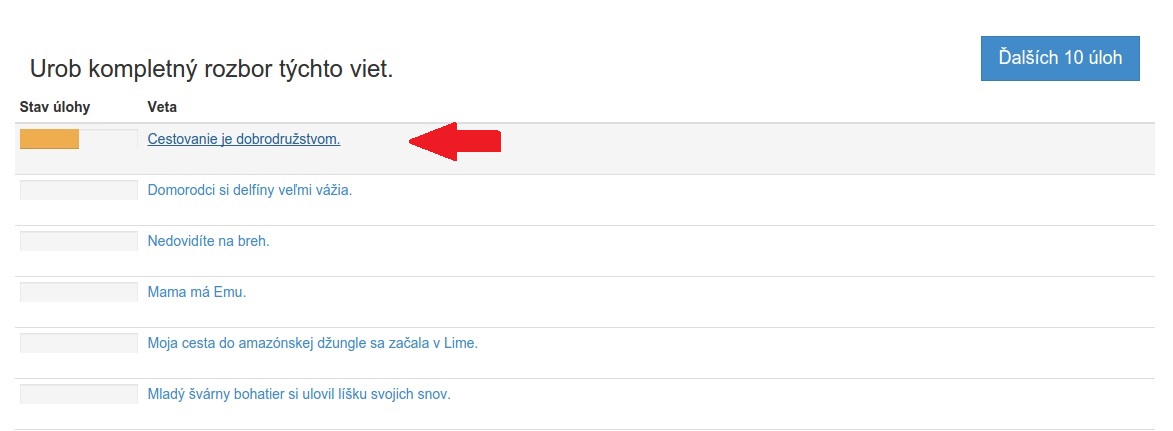 Ďalších 10 úloh
Urob kompletný rozbor týchto viet.
Stav úlohy Veta
Cestovanie je dobrodružstvom.
Domorodci si delfíny veľmi vážia.
Nedovidíte na breh.
Mama má Emu.
Moja cesta do amazónskej džungle sa začala v Lime.
Mladý švárny bohatier si ulovil líšku svojich snov.